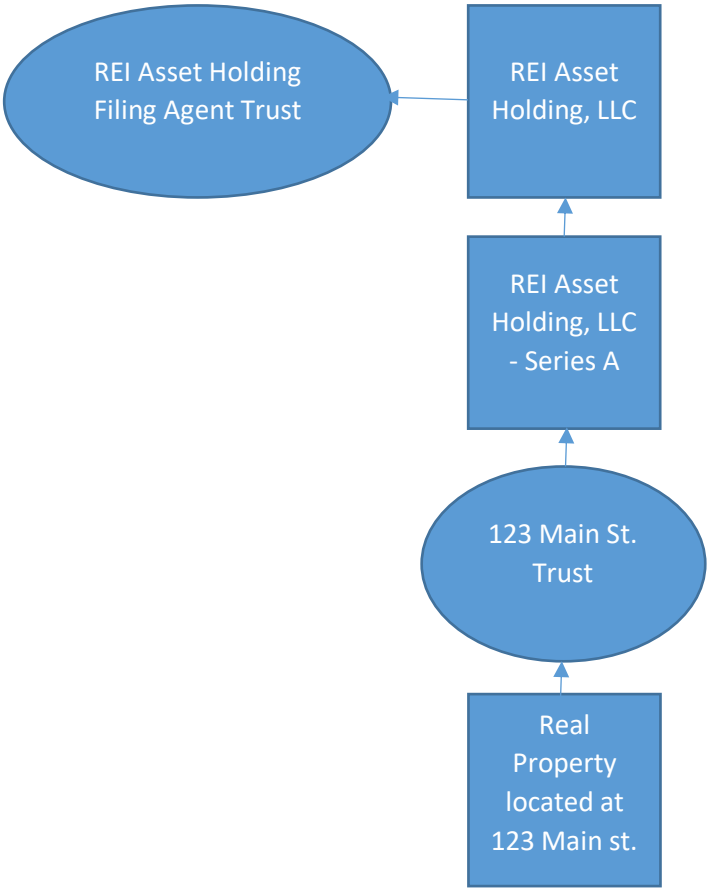 REI Asset Holding
Filing Agent Trust
REI Asset
Holding, LLC
REI Asset
Holding, LLC
- Series A
123 Main St.
Trust
Real
Property
located at
123 Main st.